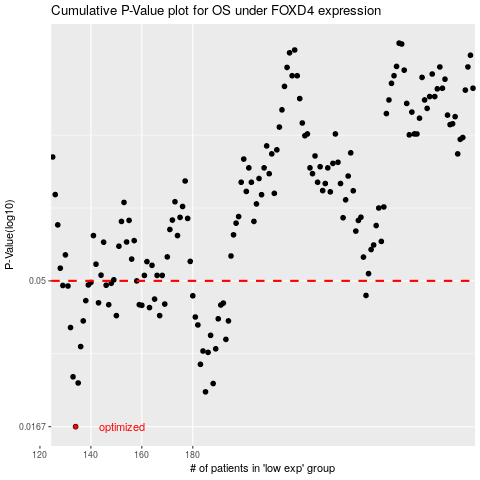 Cumulative P-Value plot for OS under FOXD4 expression
P-Value(log10)
0.05
0.0167
optimized
120 140 160 180
# of patients in 'low exp' group